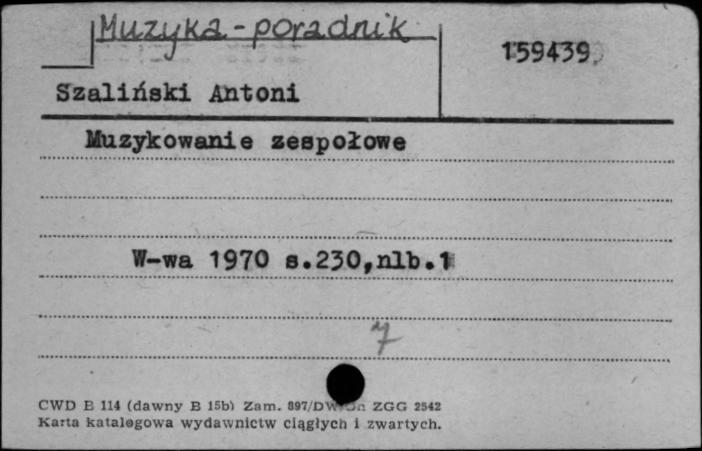 Muzyka - poradnik
159439
Szaliński Antoni
Muzykowanie zespołowe
W-wa 1970 s.230,nlb.1
7
CWD B 114 (dawny B 15b) Zam. 897/ ZGG 2542
Karta katalogowa wydawnictw ciągłych i zwartych.